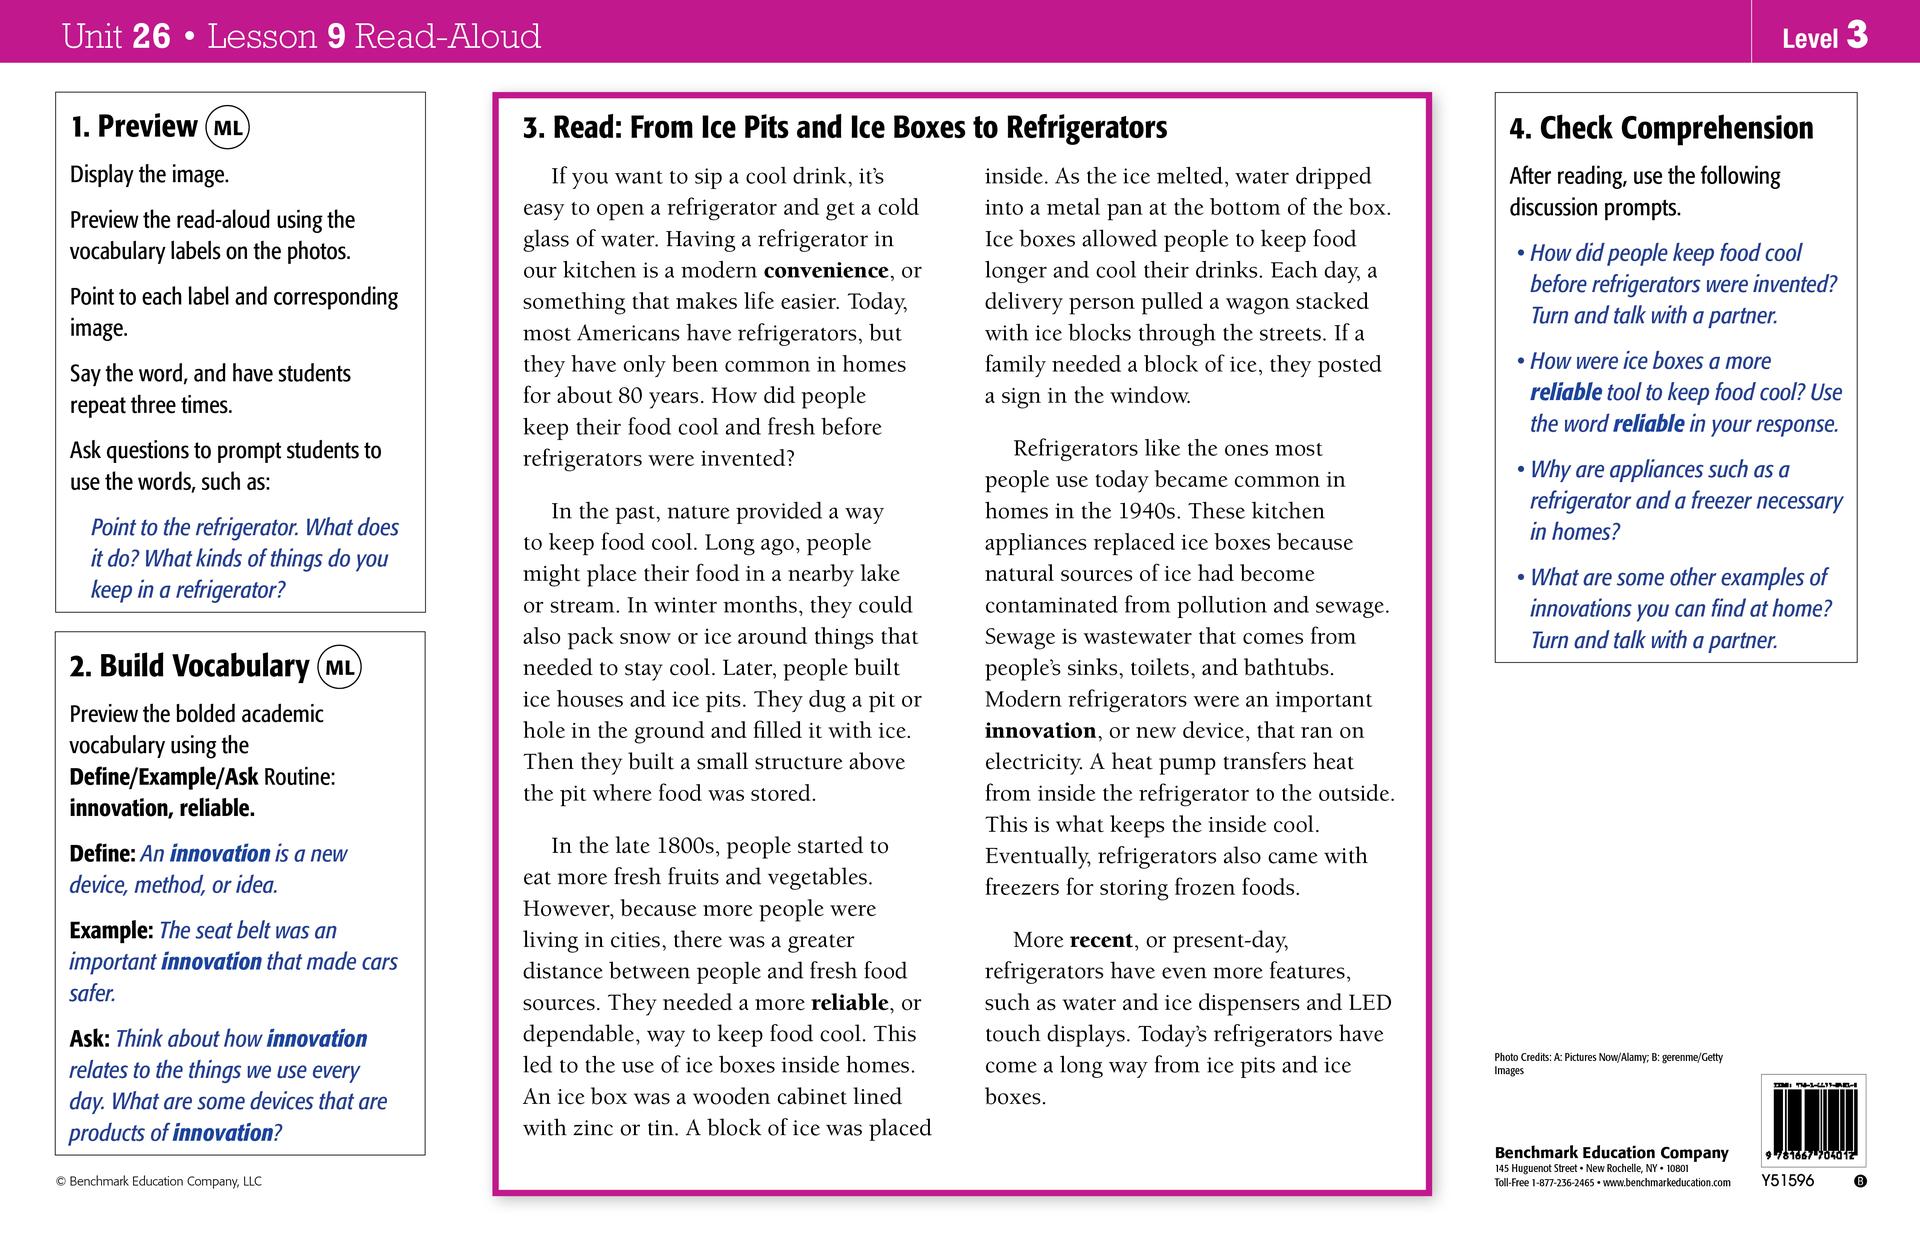 Unit 26 • Lesson 9 Read-Aloud
Level 3
1. Preview ML
Display the image.
Preview the read-aloud using the
vocabulary labels on the photos.
Point to each label and corresponding
image.
Say the word, and have students
repeat three times.
Ask questions to prompt students to
use the words, such as:
Point to the refrigerator. What does
it do? What kinds of things do you
keep in a refrigerator?
2. Build Vocabulary ML
Preview the bolded academic
vocabulary using the
Define/Example/Ask Routine:
innovation, reliable.
Define: An innovation is a new
device, method, or idea.
Example: The seat belt was an
important innovation that made cars
safer.
Ask: Think about how innovation
relates to the things we use every
day. What are some devices that are
products of innovation?
© Benchmark Education Company, LLC
3. Read: From Ice Pits and Ice Boxes to Refrigerators
If you want to sip a cool drink, it's
easy to open a refrigerator and get a cold
glass of water. Having a refrigerator in
our kitchen is a modern convenience, or
something that makes life easier. Today,
most Americans have refrigerators, but
they have only been common in homes
for about 80 years. How did people
keep their food cool and fresh before
refrigerators were invented?
In the past, nature provided a way
to keep food cool. Long ago, people
might place their food in a nearby lake
or stream. In winter months, they could
also pack snow or ice around things that
needed to stay cool. Later, people built
ice houses and ice pits. They dug a pit or
hole in the ground and filled it with ice.
Then they built a small structure above
the pit where food was stored.
In the late 1800s, people started to
eat more fresh fruits and vegetables.
However, because more people were
living in cities, there was a greater
distance between people and fresh food
sources. They needed a more reliable, or
dependable, way to keep food cool. This
led to the use of ice boxes inside homes.
An ice box was a wooden cabinet lined
with zinc or tin. A block of ice was placed
inside. As the ice melted, water dripped
into a metal pan at the bottom of the box.
Ice boxes allowed people to keep food
longer and cool their drinks. Each day, a
delivery person pulled a wagon stacked
with ice blocks through the streets. If a
family needed a block of ice, they posted
a sign in the window.
Refrigerators like the ones most
people use today became common in
homes in the 1940s. These kitchen
appliances replaced ice boxes because
natural sources of ice had become
contaminated from pollution and sewage.
Sewage is wastewater that comes from
people's sinks, toilets, and bathtubs.
Modern refrigerators were an important
innovation, or new device, that ran on
electricity. A heat pump transfers heat
from inside the refrigerator to the outside.
This is what keeps the inside cool.
Eventually, refrigerators also came with
freezers for storing frozen foods.
More recent, or present-day,
refrigerators have even more features,
such as water and ice dispensers and LED
touch displays. Today's refrigerators have
come a long way from ice pits and ice
boxes.
4. Check Comprehension
After reading, use the following
discussion prompts.
• How did people keep food cool
before refrigerators were invented?
Turn and talk with a partner.
• How were ice boxes a more
reliable tool to keep food cool? Use
the word reliable in your response.
• Why are appliances such as a
refrigerator and a freezer necessary
in homes?
• What are some other examples of
innovations you can find at home?
Turn and talk with a partner.
Photo Credits: A: Pictures Now/Alamy; B: gerenme/Getty
Images
Benchmark Education Company
145 Huguenot Street • New Rochelle, NY • 10801
Toll-Free 1-877-236-2465 • www.benchmarkeducation.com
9 781667 704012
Y51596 B